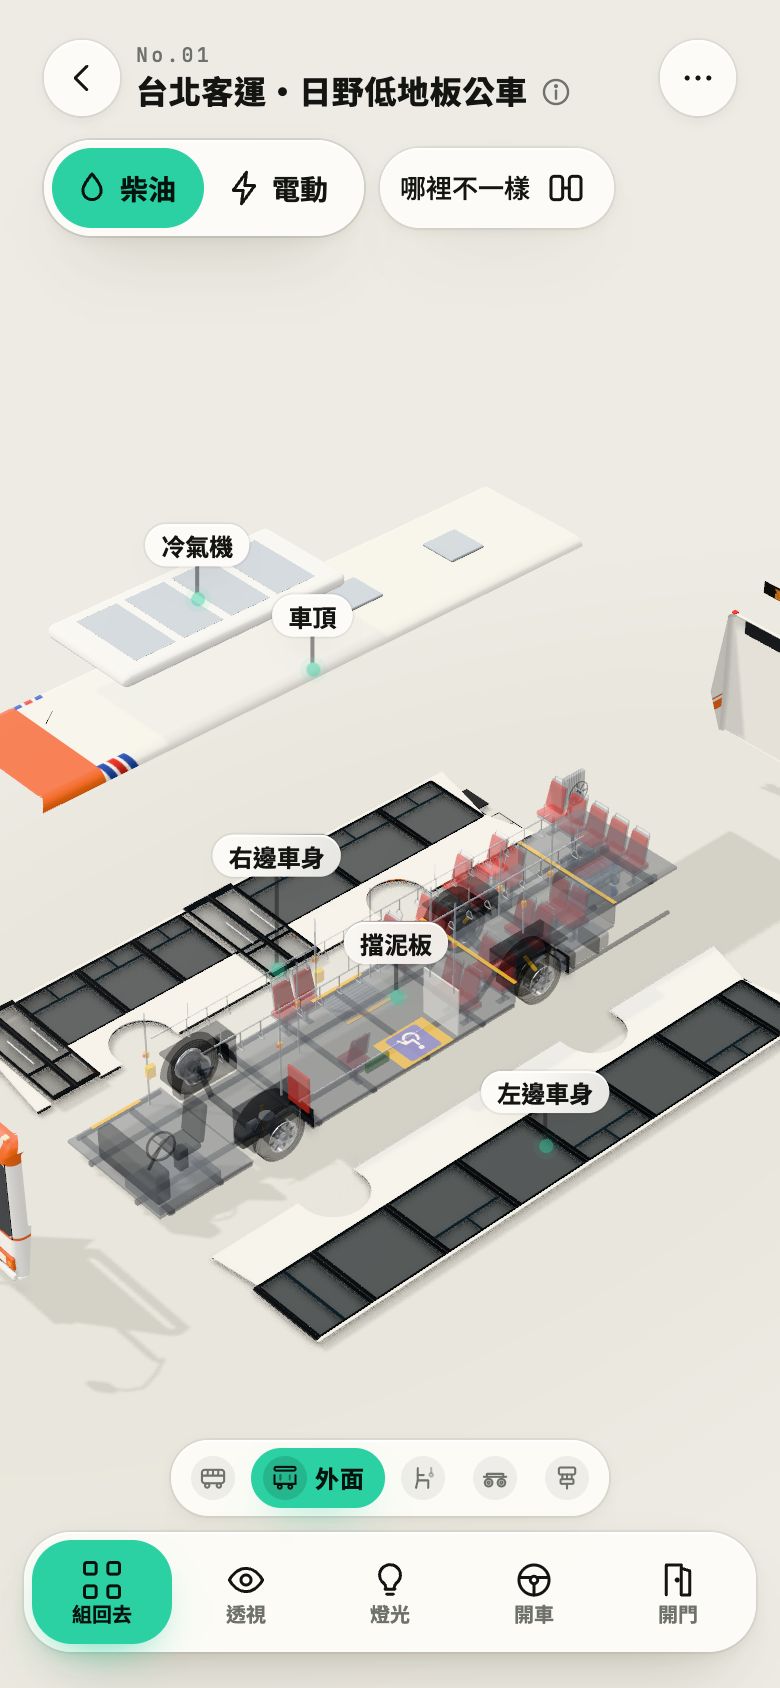 No.01
台北客運・日野低地板公車
柴油
電動
哪裡不一樣
冷氣機
車頂
右邊車身
擋泥板
左邊車身
外面
組回去
透視
燈光
開車
開門